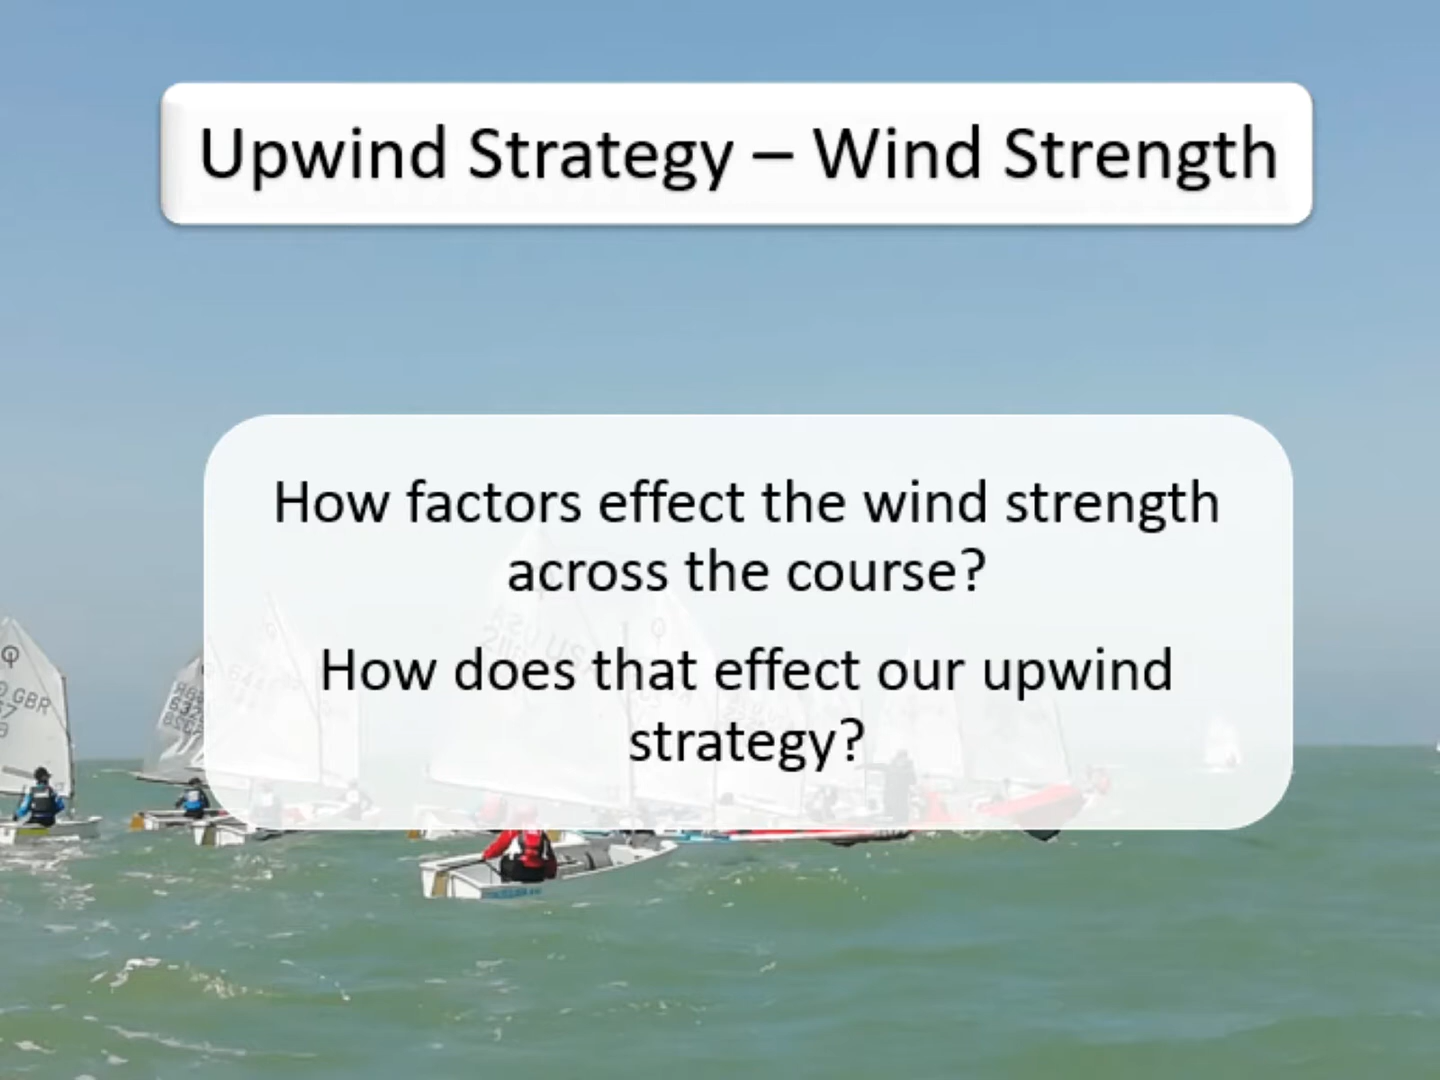 Upwind Strategy – Wind Strength
How factors effect the wind strength
across the course?
How does that effect our upwind
strategy?
GBR